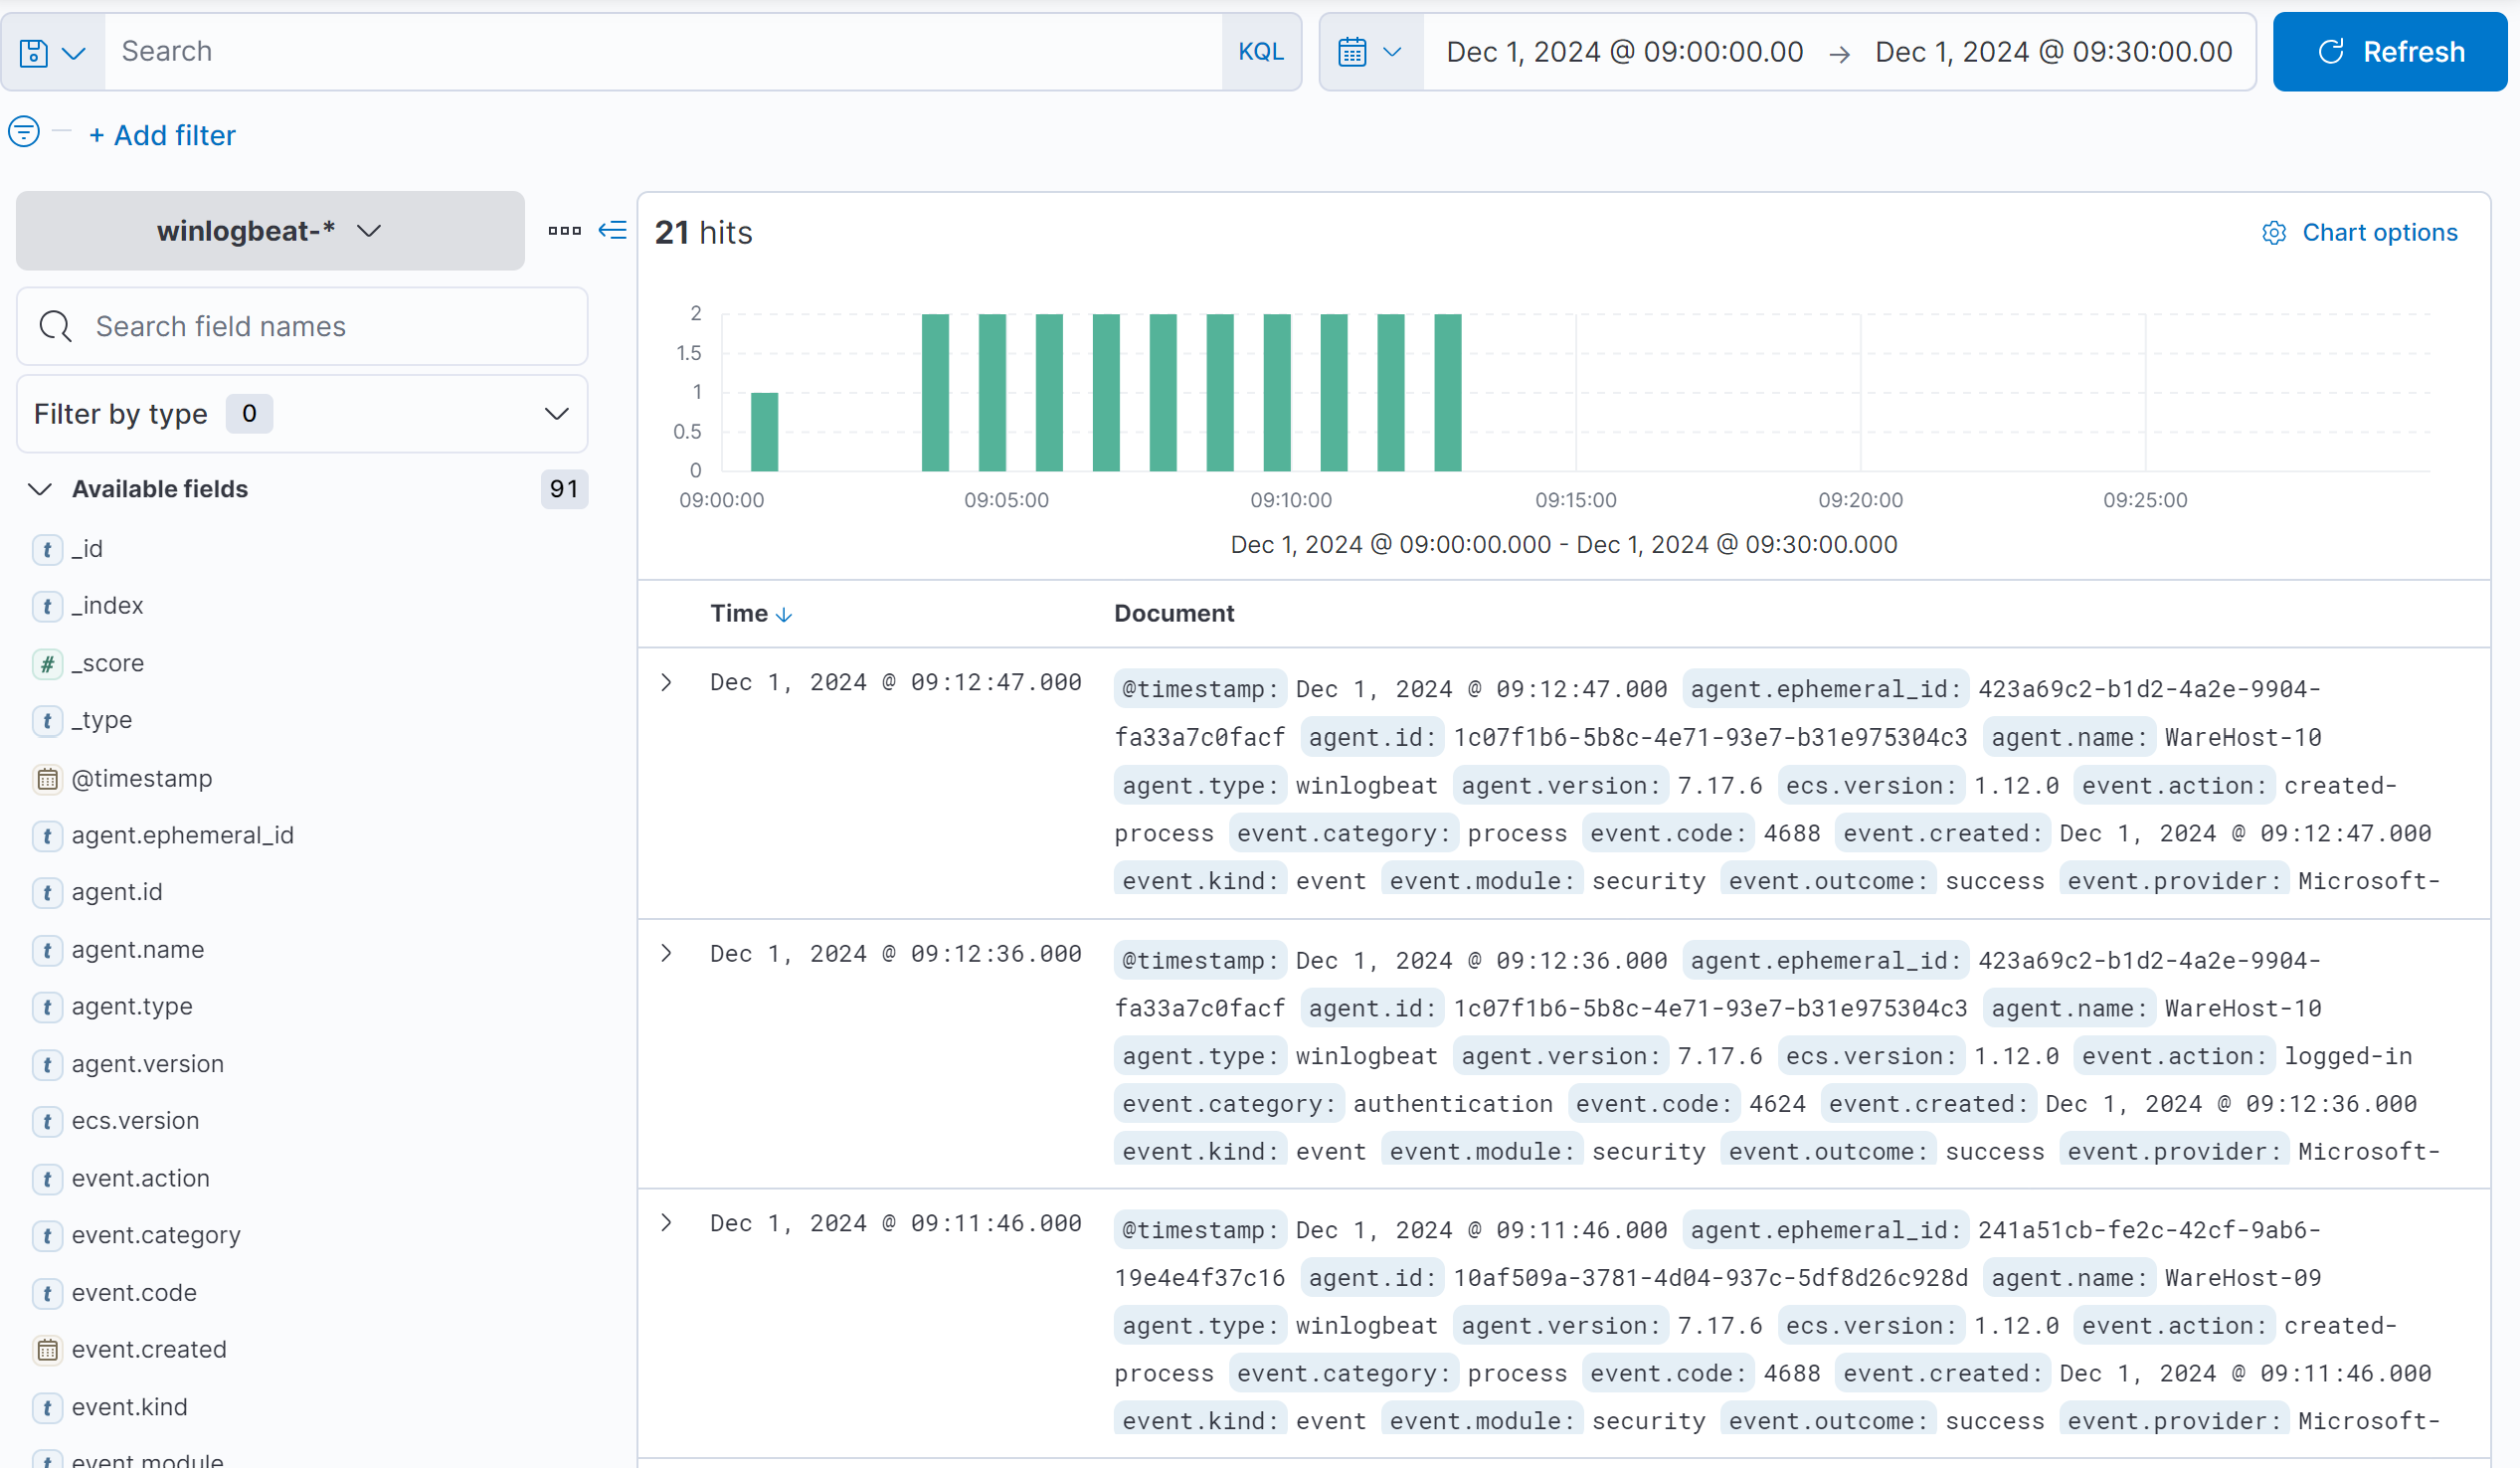 Search KQL Dec 1, 2024 @ 09:00:00.00 → Dec 1, 2024 @ 09:30:00.00 Refresh
+ Add filter
winlogbeat-*
Search field names
Filter by type 0
Available fields 91
_id
_index
_score
_type
@timestamp
agent.ephemeral_id
agent.id
agent.name
agent.type
agent.version
ecs.version
event.action
event.category
event.code
event.created
event.kind
event.module
21 hits Chart options
2
1.5
1
0.5
0
09:00:00 09:05:00 09:10:00 09:15:00 09:20:00 09:25:00
Dec 1, 2024 @ 09:00:00.000 - Dec 1, 2024 @ 09:30:00.000
Time Document
Dec 1, 2024 @ 09:12:47.000 @timestamp: Dec 1, 2024 @ 09:12:47.000 agent.ephemeral_id: 423a69c2-b1d2-4a2e-9904-
fa33a7c0facf agent.id: 1c07f1b6-5b8c-4e71-93e7-b31e975304c3 agent.name: WareHost-10
agent.type: winlogbeat agent.version: 7.17.6 ecs.version: 1.12.0 event.action: created-
process event.category: process event.code: 4688 event.created: Dec 1, 2024 @ 09:12:47.000
event.kind: event event.module: security event.outcome: success event.provider: Microsoft-
Dec 1, 2024 @ 09:12:36.000 @timestamp: Dec 1, 2024 @ 09:12:36.000 agent.ephemeral_id: 423a69c2-b1d2-4a2e-9904-
fa33a7c0facf agent.id: 1c07f1b6-5b8c-4e71-93e7-b31e975304c3 agent.name: WareHost-10
agent.type: winlogbeat agent.version: 7.17.6 ecs.version: 1.12.0 event.action: logged-in
event.category: authentication event.code: 4624 event.created: Dec 1, 2024 @ 09:12:36.000
event.kind: event event.module: security event.outcome: success event.provider: Microsoft-
Dec 1, 2024 @ 09:11:46.000 @timestamp: Dec 1, 2024 @ 09:11:46.000 agent.ephemeral_id: 241a51cb-fe2c-42cf-9ab6-
19e4e4f37c16 agent.id: 10af509a-3781-4d04-937c-5df8d26c928d agent.name: WareHost-09
agent.type: winlogbeat agent.version: 7.17.6 ecs.version: 1.12.0 event.action: created-
process event.category: process event.code: 4688 event.created: Dec 1, 2024 @ 09:11:46.000
event.kind: event event.module: security event.outcome: success event.provider: Microsoft-